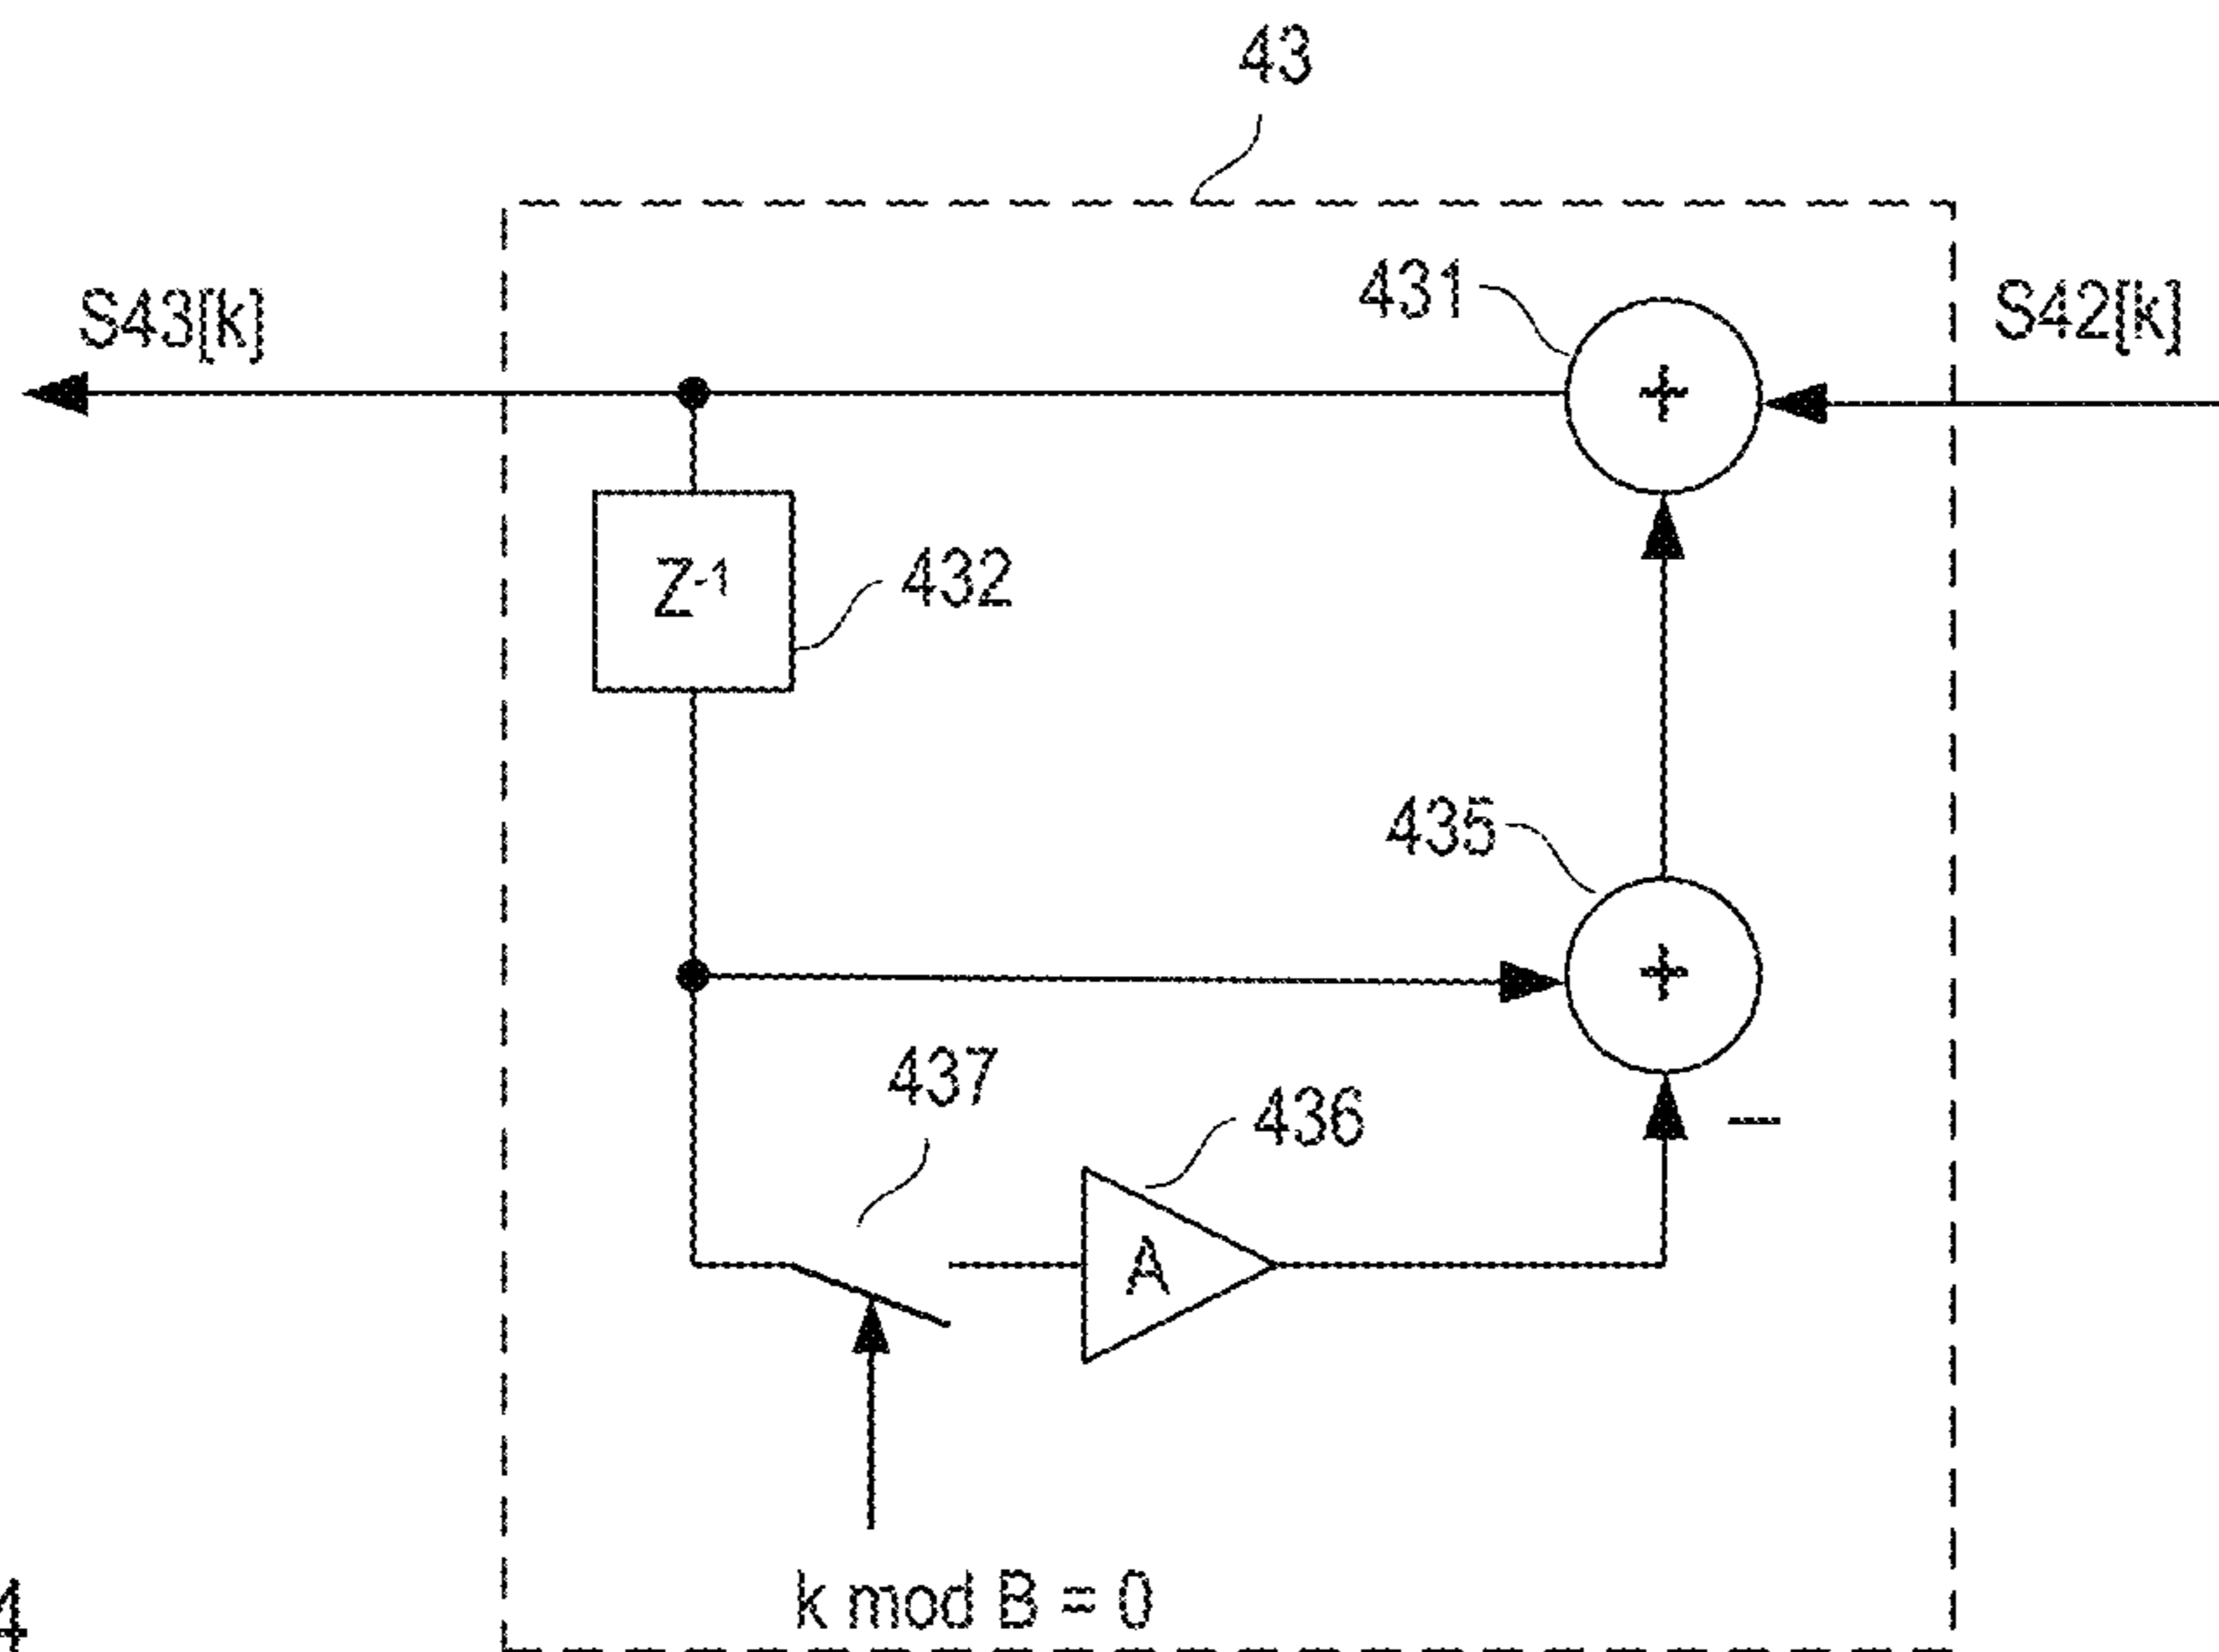 43
431
S43[k]
S42[k]
+
Z-1
432
435
+
437
436
—
A
k mod B = 0
4